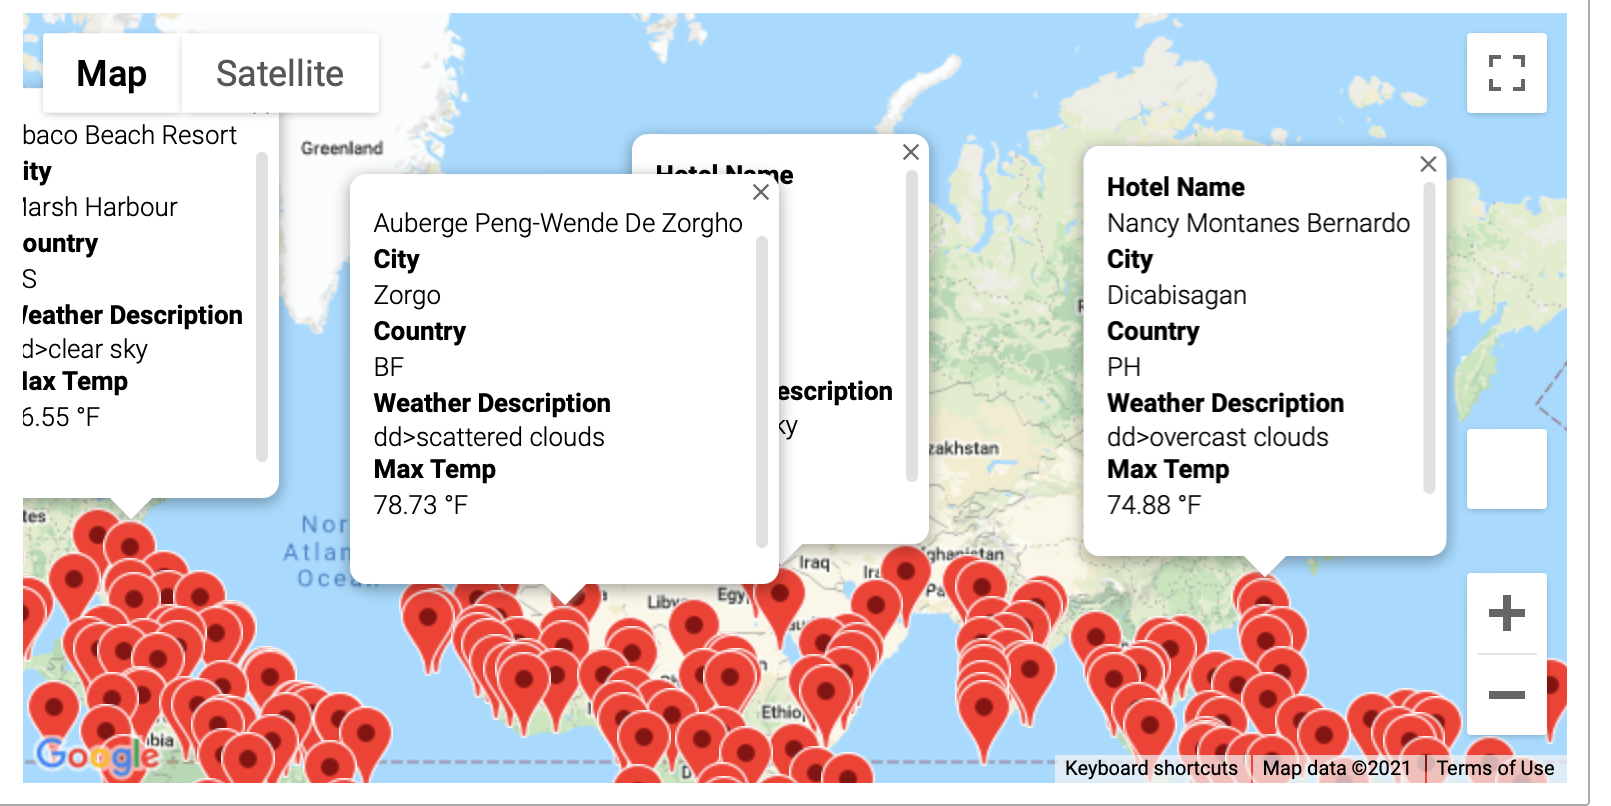 Map
Satellite
Greenland
baco Beach Resort
ity
arsh Harbour
ountry
S
eather Description
d>clear sky
ax Temp
6.55 °F
Hotel Name
escription
ky
Auberge Peng-Wende De Zorgho
City
Zorgo
Country
BF
Weather Description
dd>scattered clouds
Max Temp
78.73 °F
Hotel Name
Nancy Montanes Bernardo
City
Dicabisagan
Country
PH
Weather Description
dd>overcast clouds
Max Temp
74.88 °F
zakhstan
tes
Nor
Atlan
Ocean
Iraq
Ira
ghanistan
Pa
Liby
Egy
Ethio
bia
Google
Keyboard shortcuts
Map data ©2021
Terms of Use